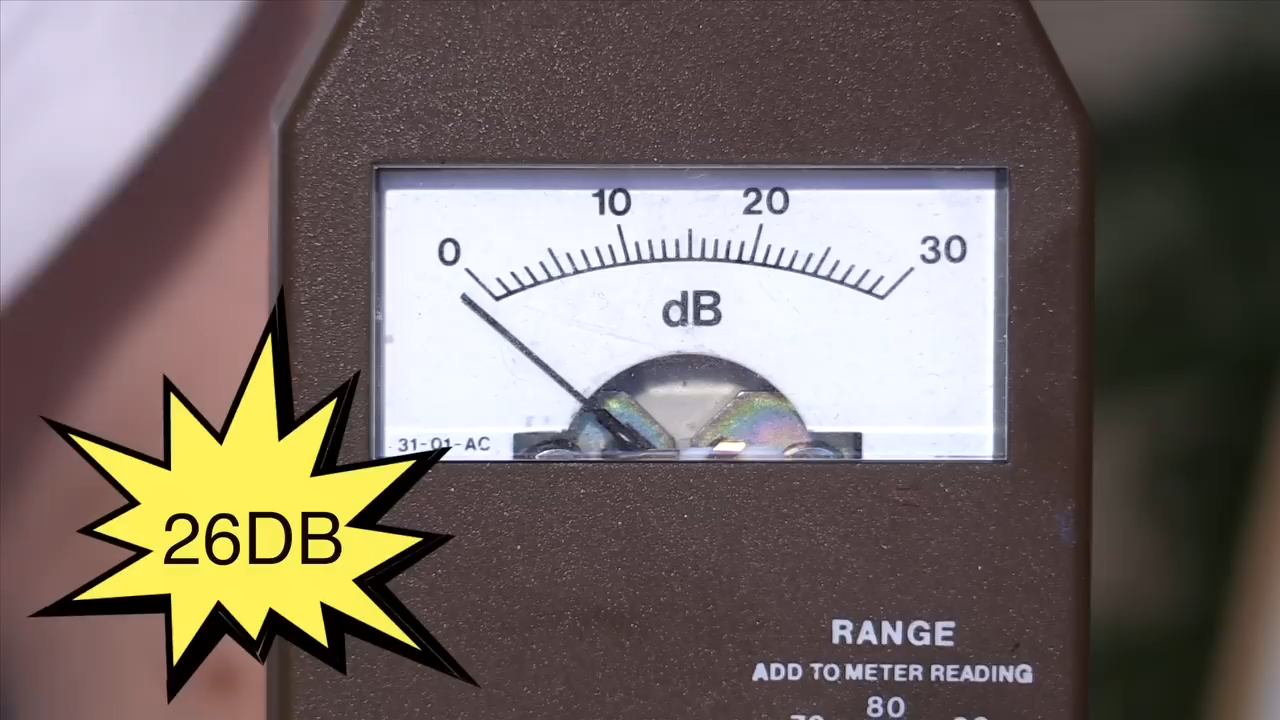 10 20
0 30
dB
31-01-AC
26DB
RANGE
ADD TO METER READING
80